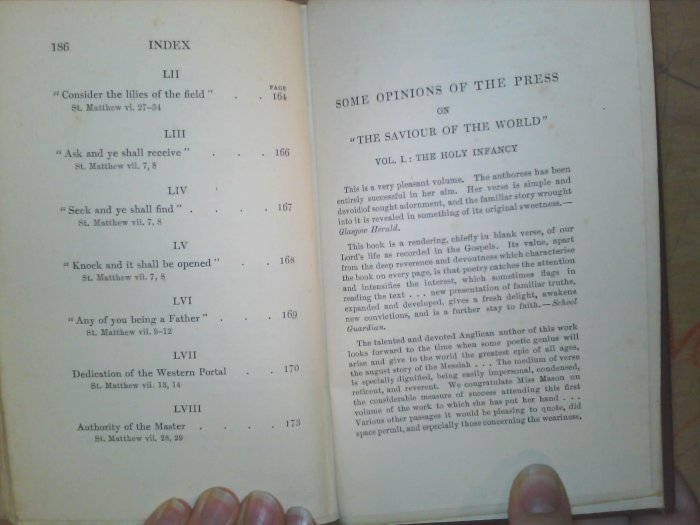 186 INDEX
LII
PAGE
"Consider the lilies of the field" . . 164
St. Matthew vi. 27-34
LIII
"Ask and ye shall receive" . . . 166
St. Matthew vii. 7, 8
LIV
"Seek and ye shall find" . . . . 167
St. Matthew vii. 7, 8
LV
"Knock and it shall be opened" . . 168
St. Matthew vii. 7, 8
LVI
"Any of you being a Father" . . . 169
St. Matthew vii. 9-12
LVII
Dedication of the Western Portal . . 170
St. Matthew vii. 13, 14
LVIII
Authority of the Master . . . . 173
St. Matthew vii. 28, 29
SOME OPINIONS OF THE PRESS
ON
"THE SAVIOUR OF THE WORLD"
VOL. I.: THE HOLY INFANCY
This is a very pleasant volume. The authoress has been
entirely successful in her aim. Her verse is simple and
devoid of sought adornment, and the familiar story wrought
into it is revealed in something of its original sweetness.—
Glasgow Herald.
This book is a rendering, chiefly in blank verse, of our
Lord's life as recorded in the Gospels. Its value, apart
from the deep reverence and devoutness which characterise
the book on every page, is that poetry catches the attention
and intensifies the interest, which sometimes flags in
reading the text . . . new presentation of familiar truths,
expanded and developed, gives a fresh delight, awakens
new convictions, and is a further stay to faith.—School
Guardian.
The talented and devoted Anglican author of this work
looks forward to the time when some poetic genius will
arise and give to the world the greatest epic of all ages,
the august story of the Messiah . . . The medium of verse
is specially dignified, being easily impersonal, condensed,
reticent, and reverent. We congratulate Miss Mason on
the considerable measure of success attending this first
volume of the work to which she has put her hand . . .
Various other passages it would be pleasing to quote, did
space permit, and especially those concerning the weariness,